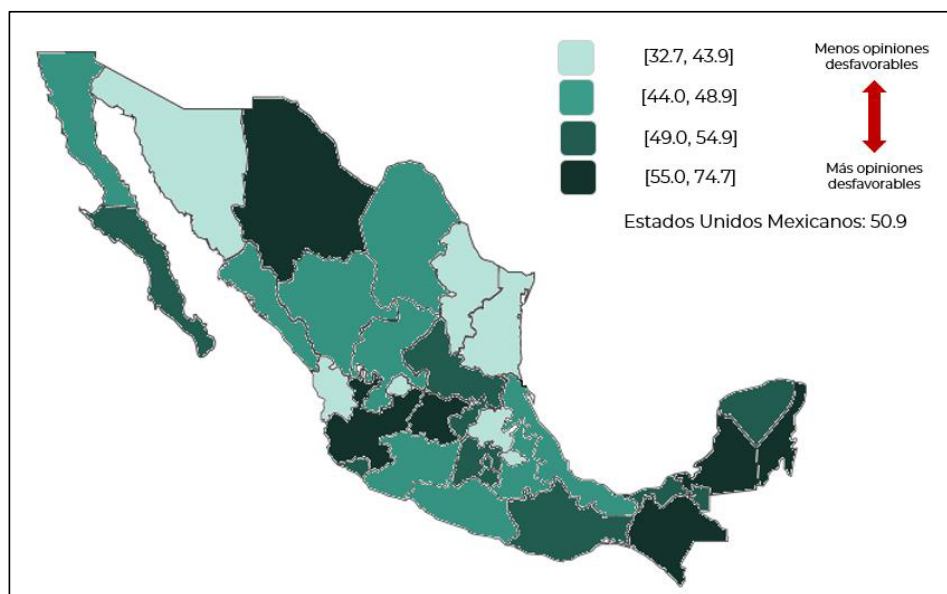 [32.7, 43.9]
[44.0, 48.9]
[49.0, 54.9]
[55.0, 74.7]
Menos opiniones
desfavorables
Más opiniones
desfavorables
Estados Unidos Mexicanos: 50.9